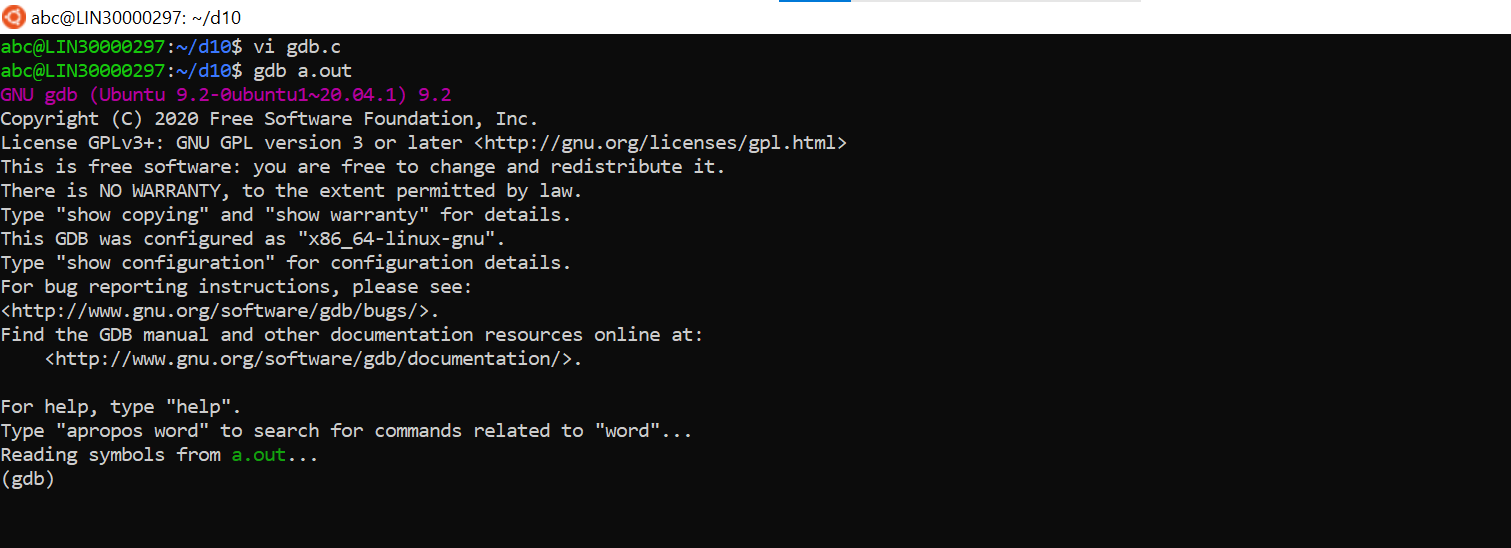 abc@LIN30000297: ~/d10
abc@LIN30000297:~/d10$ vi gdb.c
abc@LIN30000297:~/d10$ gdb a.out
GNU gdb (Ubuntu 9.2-0ubuntu1~20.04.1) 9.2
Copyright (C) 2020 Free Software Foundation, Inc.
License GPLv3+: GNU GPL version 3 or later <http://gnu.org/licenses/gpl.html>
This is free software: you are free to change and redistribute it.
There is NO WARRANTY, to the extent permitted by law.
Type "show copying" and "show warranty" for details.
This GDB was configured as "x86_64-linux-gnu".
Type "show configuration" for configuration details.
For bug reporting instructions, please see:
<http://www.gnu.org/software/gdb/bugs/>.
Find the GDB manual and other documentation resources online at:
    <http://www.gnu.org/software/gdb/documentation/>.

For help, type "help".
Type "apropos word" to search for commands related to "word"...
Reading symbols from a.out...
(gdb)